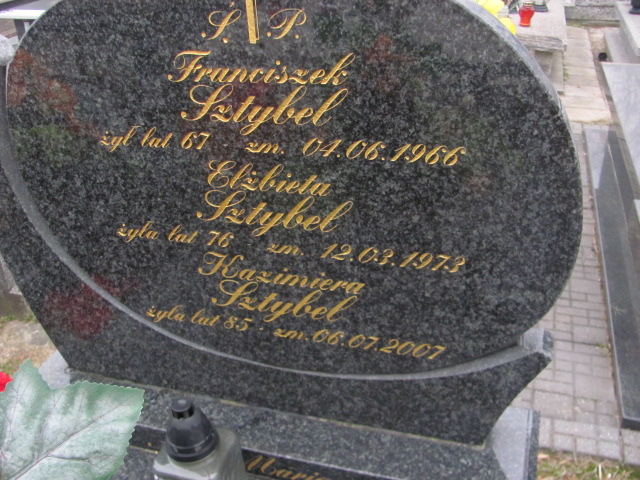 Ś. P.
Franciszek
Sztybel
żył lat 67 zm. 04.06.1966
Elżbieta
Sztybel
żyła lat 76 - zm. 12.03.1973
Kazimiera
Sztybel
żyła lat 85 zm. 06.07.2007